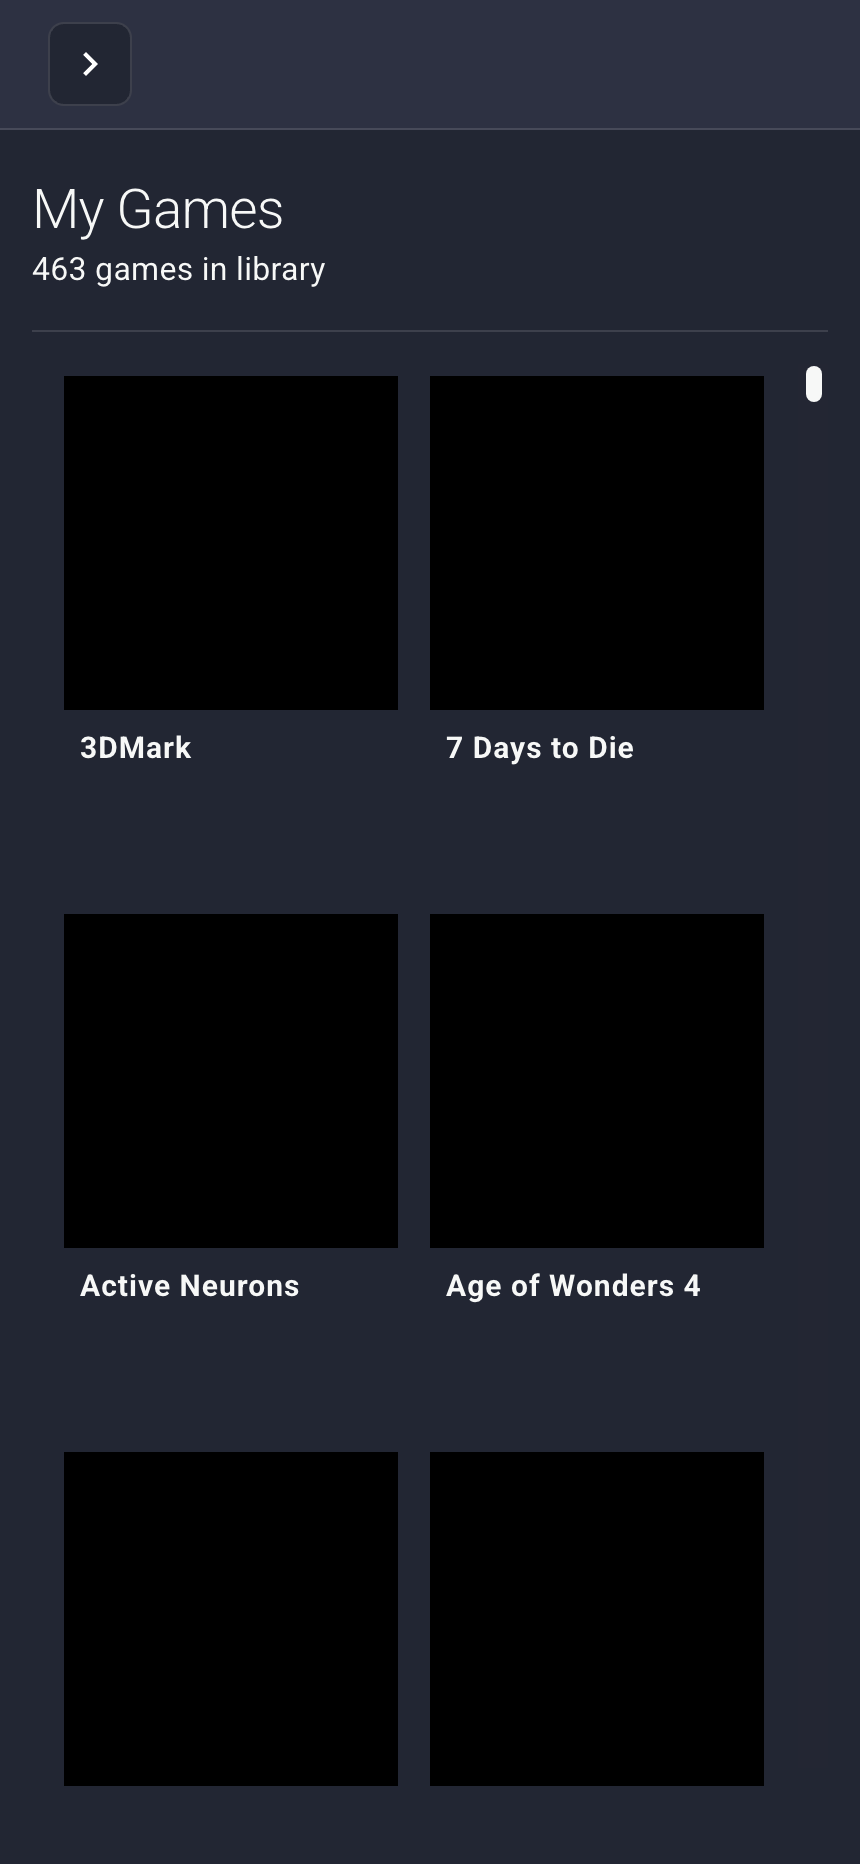 My Games
463 games in library
3DMark
7 Days to Die
Active Neurons
Age of Wonders 4